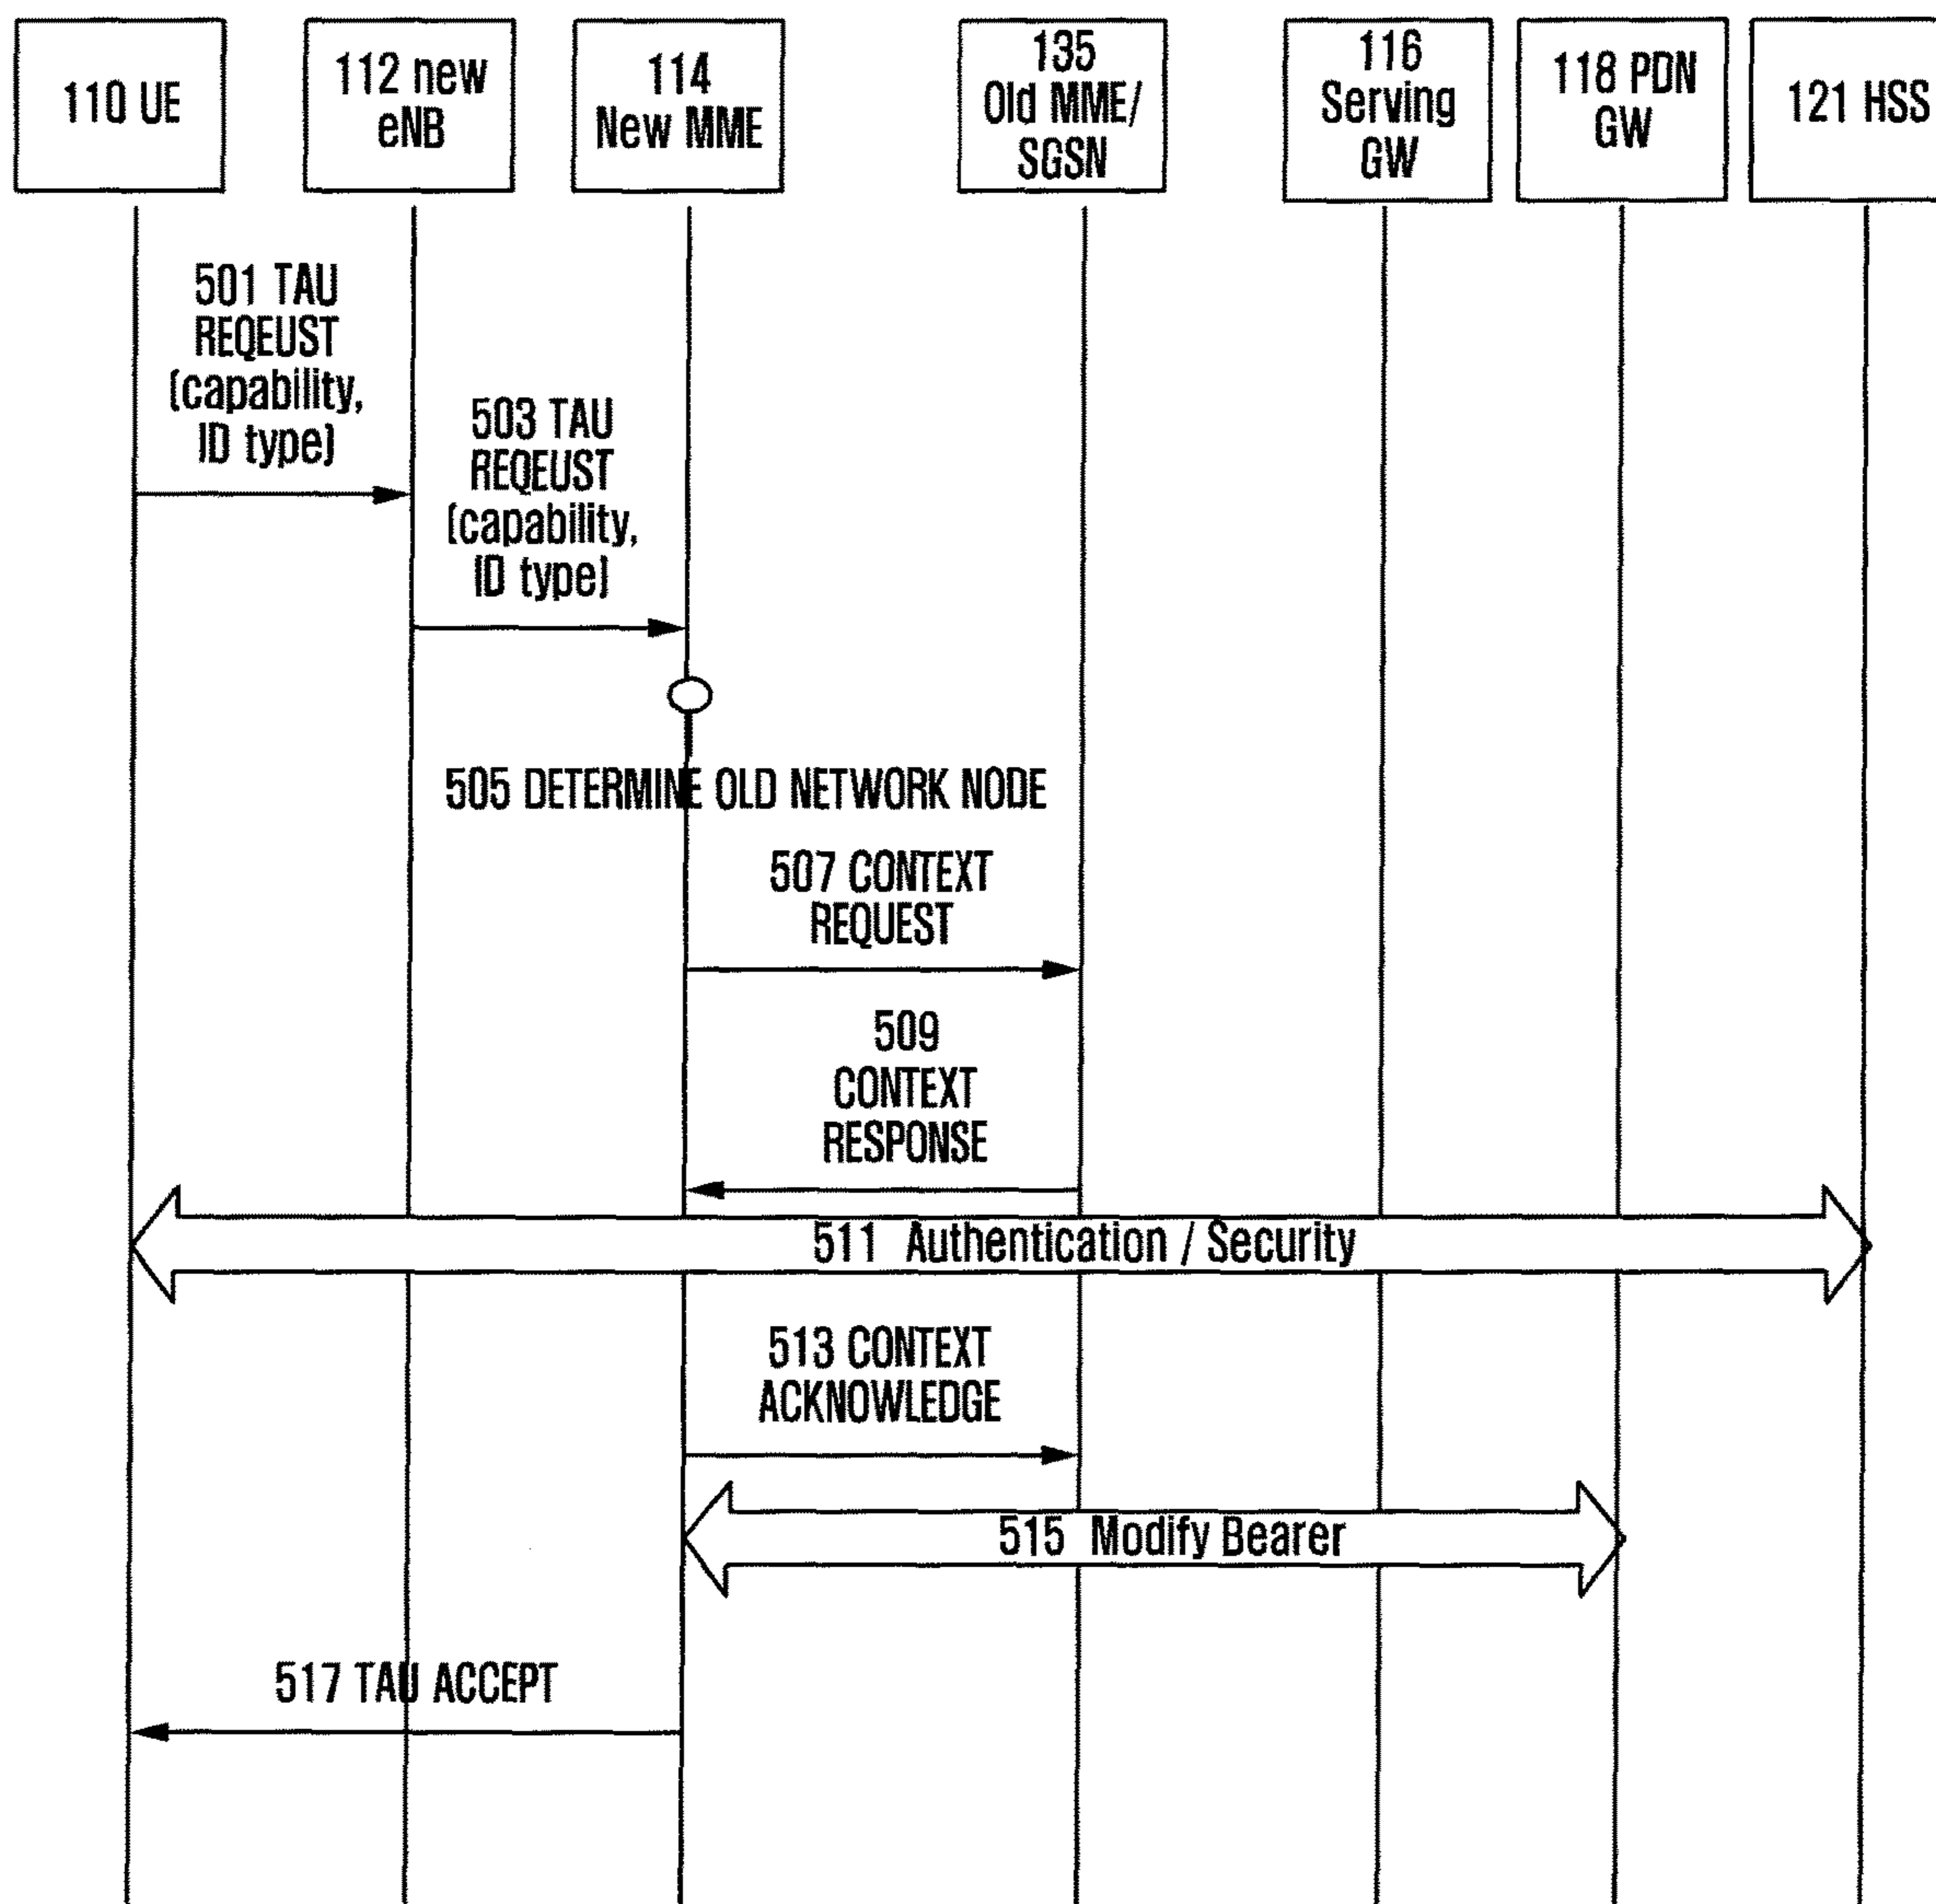 110 UE
112 new
eNB
114
New MME
135
Old MME/
SGSN
116
Serving
GW
118 PDN
GW
121 HSS
501 TAU
REQEUST
(capability,
ID type)
503 TAU
REQEUST
(capability,
ID type)
505 DETERMINE OLD NETWORK NODE
507 CONTEXT
REQUEST
509
CONTEXT
RESPONSE
511 Authentication / Security
513 CONTEXT
ACKNOWLEDGE
515 Modify Bearer
517 TAU ACCEPT